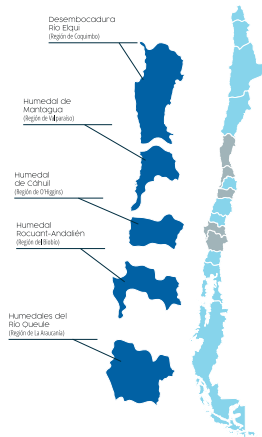 Desembocadura
Río Elqui
(Región de Coquimbo)
Humedal de
Mantagua
(Región de Valparaíso)
Humedal
de Cáhuil
(Región de O'Higgins)
Humedal
Rocuant-Andalién
(Región del Biobío)
Humedales del
Río Queule
(Región de La Araucanía)